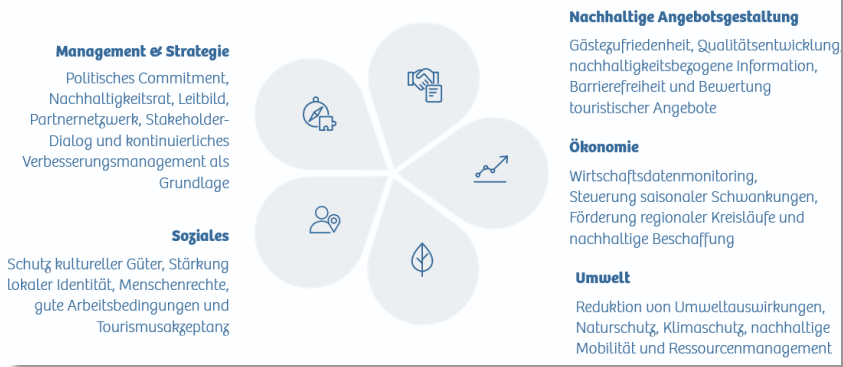 Management & Strategie
Politisches Commitment,
Nachhaltigkeitsrat, Leitbild,
Partnernetzwerk, Stakeholder-
Dialog und kontinuierliches
Verbesserungsmanagement als
Grundlage
Soziales
Schutz kultureller Güter, Stärkung
lokaler Identität, Menschenrechte,
gute Arbeitsbedingungen und
Tourismusakzeptanz
Nachhaltige Angebotsgestaltung
Gästezufriedenheit, Qualitätsentwicklung,
nachhaltigkeitsbezogene Information,
Barrierefreiheit und Bewertung
touristischer Angebote
Ökonomie
Wirtschaftsdatenmonitoring,
Steuerung saisonaler Schwankungen,
Förderung regionaler Kreisläufe und
nachhaltige Beschaffung
Umwelt
Reduktion von Umweltauswirkungen,
Naturschutz, Klimaschutz, nachhaltige
Mobilität und Ressourcenmanagement